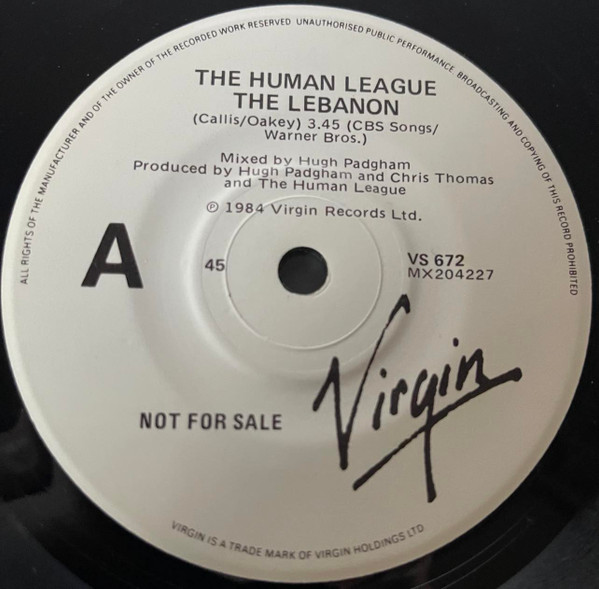 ALL RIGHTS OF THE MANUFACTURER AND OF THE OWNER OF THE RECORDED WORK RESERVED UNAUTHORISED PUBLIC PERFORMANCE BROADCASTING AND COPYING OF THIS RECORD PROHIBITED
THE HUMAN LEAGUE
THE LEBANON
(Callis/Oakey) 3.45 (CBS Songs/
Warner Bros.)
Mixed by Hugh Padgham
Produced by Hugh Padgham and Chris Thomas
and The Human League
℗ 1984 Virgin Records Ltd.
A
45
VS 672
MX204227
Virgin
NOT FOR SALE
VIRGIN IS A TRADE MARK OF VIRGIN HOLDINGS LTD